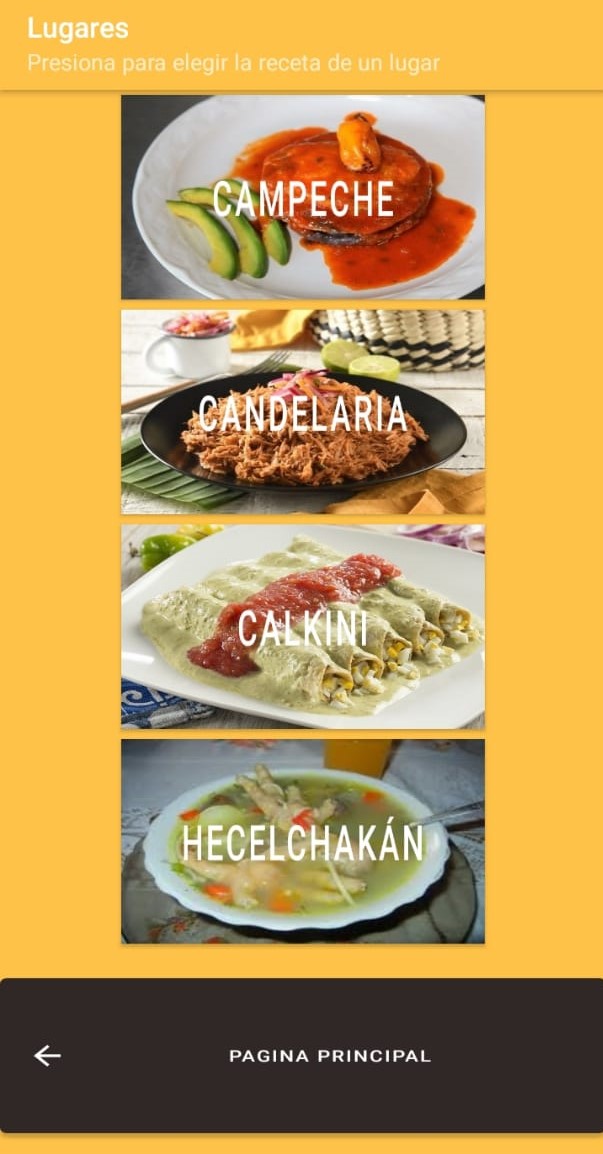 Lugares
Presiona para elegir la receta de un lugar
CAMPECHE
CANDELARIA
CALKINI
HECELCHAKÁN
PAGINA PRINCIPAL